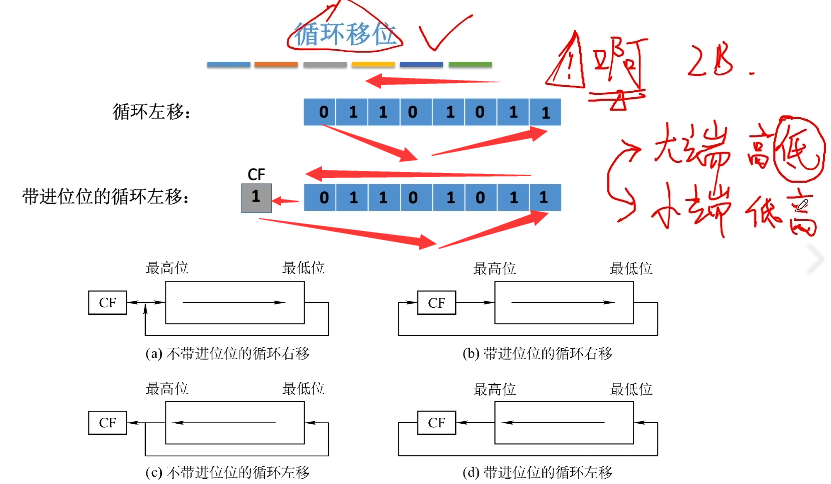 循环移位
啊 2B.
循环左移:
0 1 1 0 1 0 1 1
大端 高低
CF
带进位位的循环左移:
1
0 1 1 0 1 0 1 1
小端 低高
最高位 最低位
CF
(a) 不带进位位的循环右移
最高位 最低位
CF
(b) 带进位位的循环右移
最高位 最低位
CF
(c) 不带进位位的循环左移
最高位 最低位
CF
(d) 带进位位的循环左移